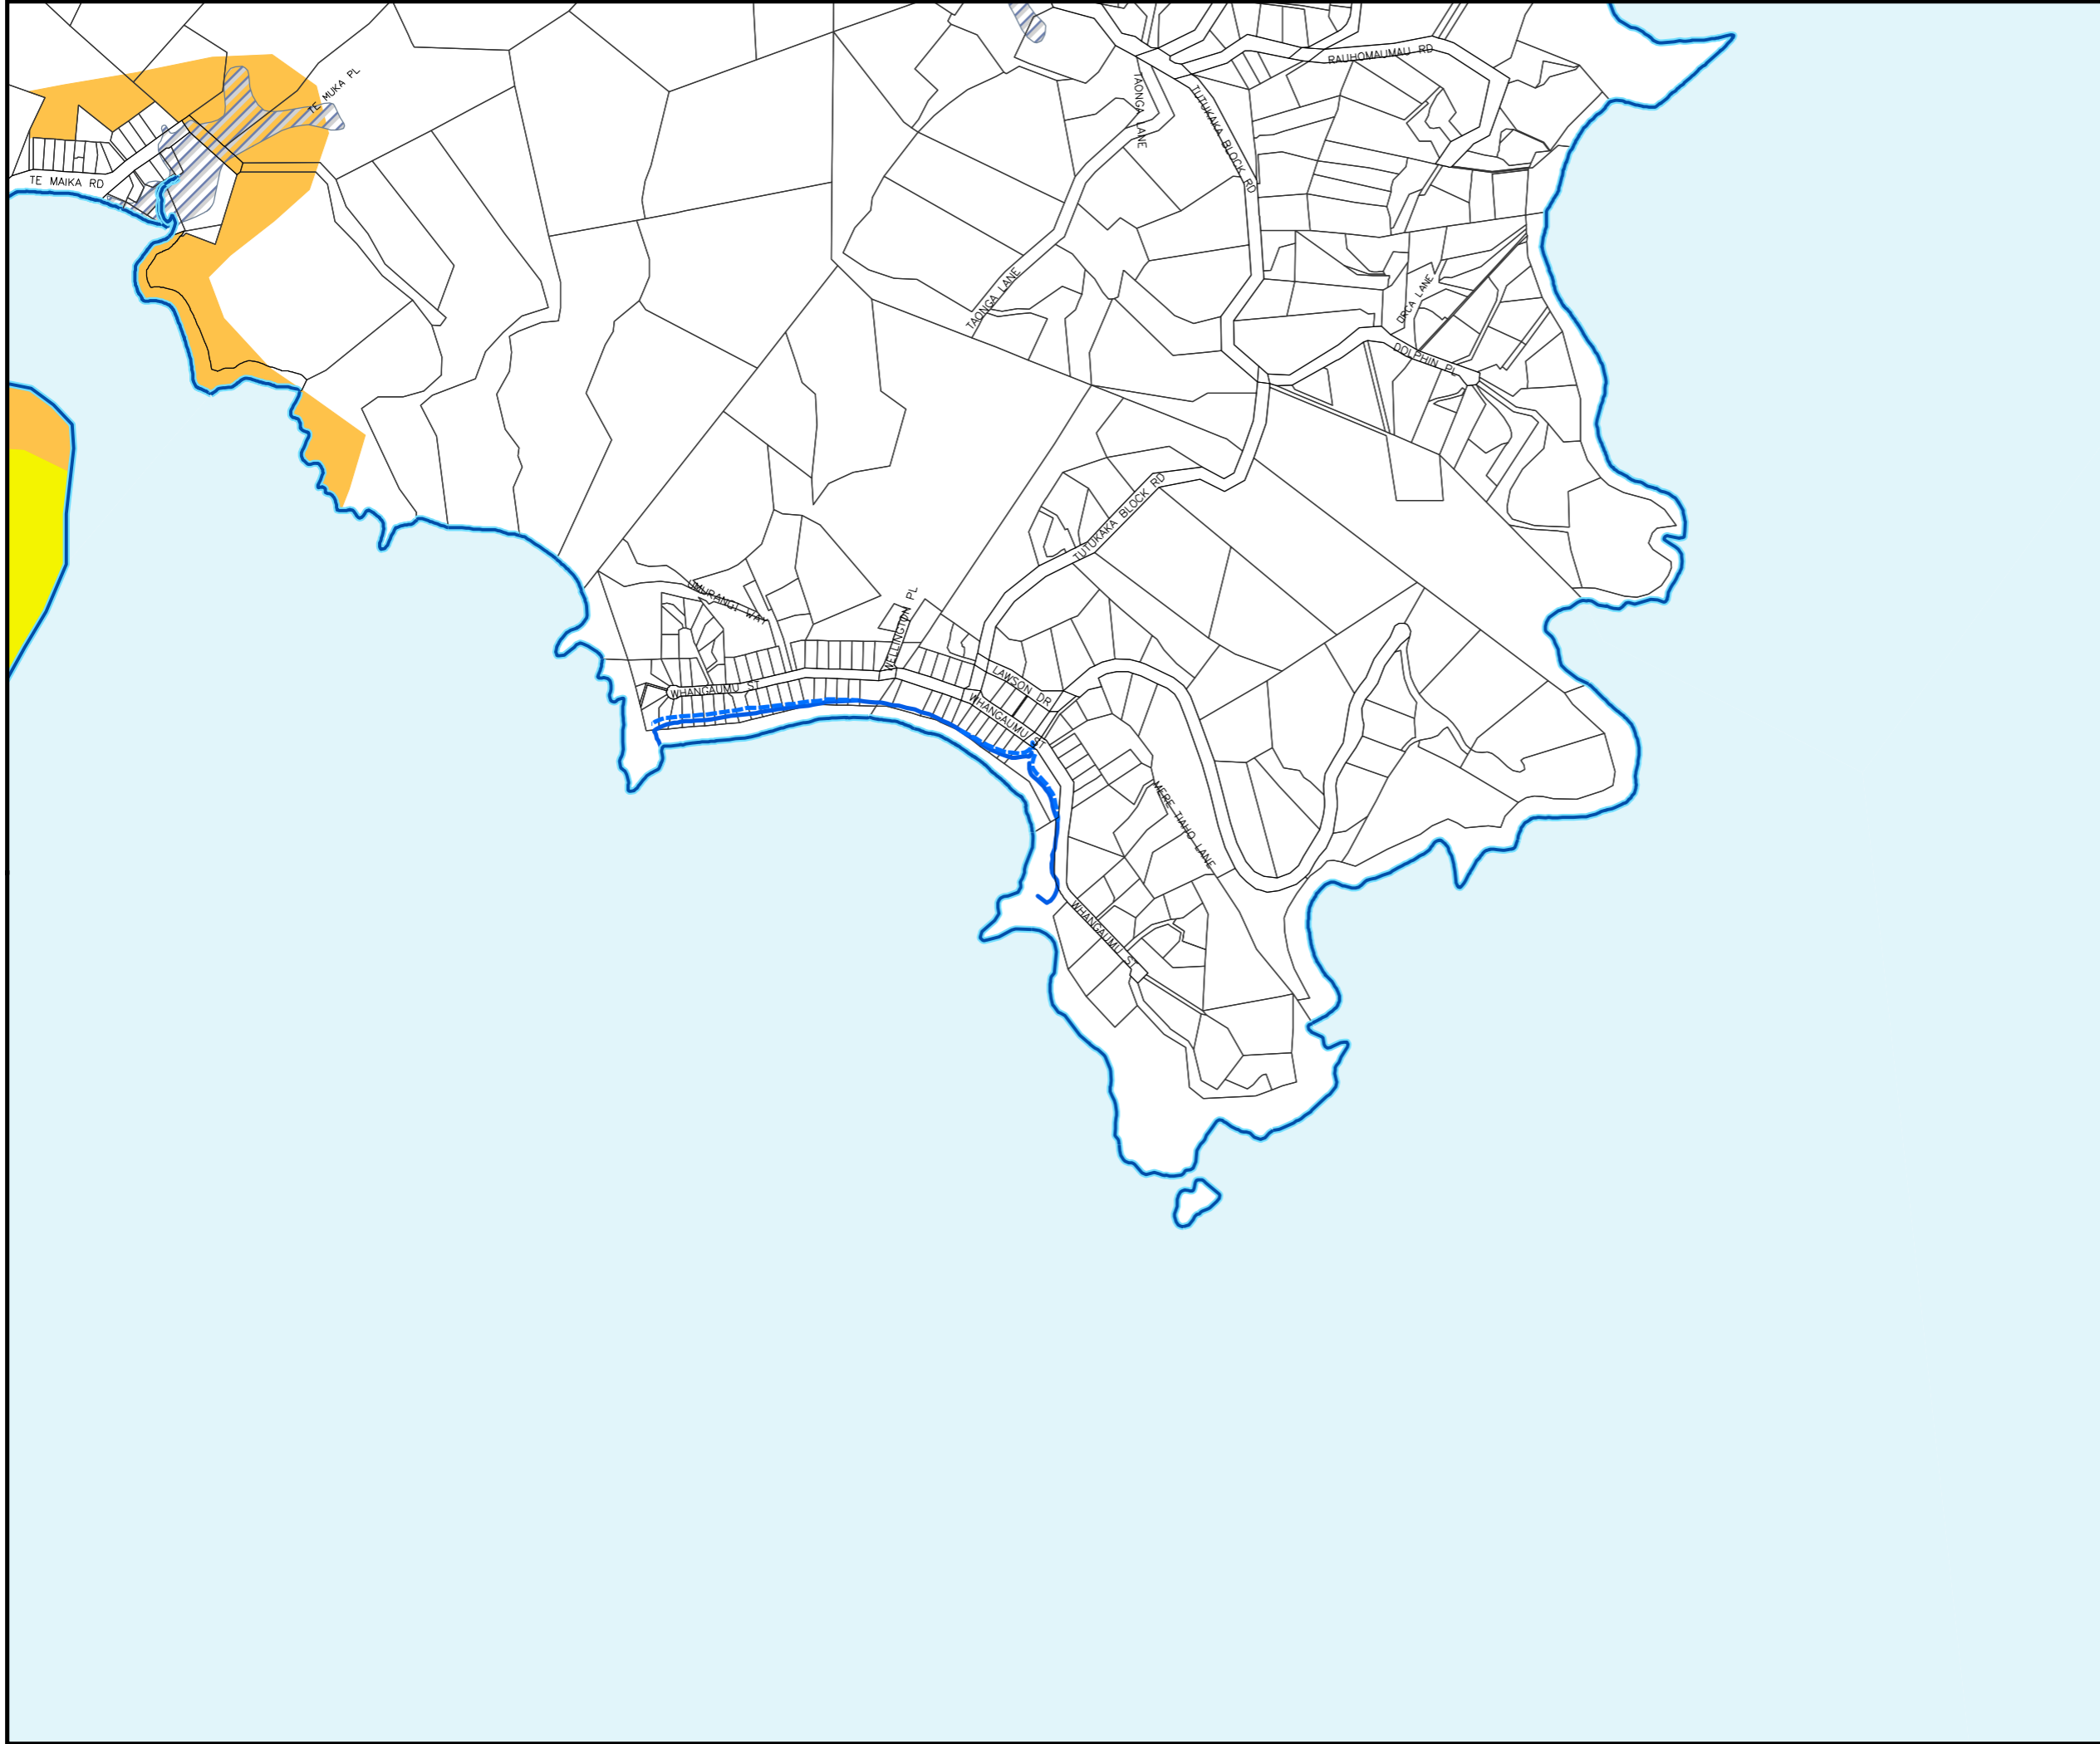 RAUHOMAUMAU RD
TE MUKA PL
TAONGA LANE
TUTUKAKA BLOCK RD
TE MAIKA RD
TAONGA LANE
ORCA LANE
DOLPHIN PL
TUTUKAKA BLOCK RD
UMURANGI WAY
WELLINGTON PL
WHANGAUMU ST
LAWSON DR
WHANGAUMU ST
MERE TIAHO LANE
WHANGAUMU ST